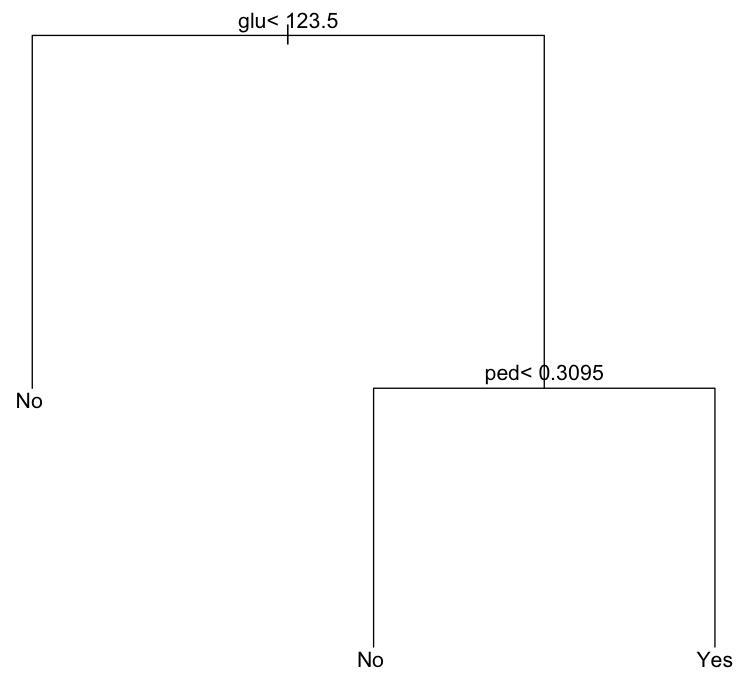 glu< 123.5
ped< 0.3095
No
No
Yes